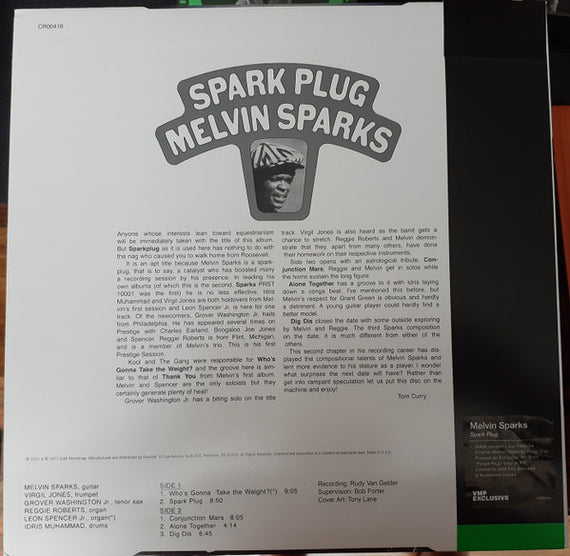 CR00416
SPARK PLUG
MELVIN SPARKS
Anyone whose interests lean toward equestrianism
will be immediately taken with the title of this album.
But Sparkplug as it is used here has nothing to do with
the nag who caused you to walk home from Roosevelt.
It is an apt title because Melvin Sparks is a spark-
plug, that is to say, a catalyst who has boosted many
a recording session by his presence. In leading his
own albums (of which this is the second, Sparks PRST
10001 was the first) he is no less effective. Idris
Muhammad and Virgil Jones are both holdovers from Mel-
vin's first session and Leon Spencer Jr. is here for one
track. Of the newcomers, Grover Washington Jr. hails
from Philadelphia. He has appeared several times on
Prestige with Charles Earland, Boogaloo Joe Jones
and Spencer. Reggie Roberts is from Flint, Michigan,
and is a member of Melvin's trio. This is his first
Prestige Session.
Kool and The Gang were responsible for Who's
Gonna Take the Weight? and the groove here is sim-
ilar to that of Thank You from Melvin's first album.
Melvin and Spencer are the only soloists but they
certainly generate plenty of heat!
Grover Washington Jr. has a biting solo on the title
track. Virgil Jones is also heard as the band gets a
chance to stretch. Reggie Roberts and Melvin demon-
strate that they, apart from many others, have done
their homework on their respective instruments.
Side two opens with an astrological tribute, Con-
junction Mars. Reggie and Melvin get in solos while
the horns sustain the long figure.
Alone Together has a groove to it with Idris laying
down a conga beat. I've mentioned this before, but
Melvin's respect for Grant Green is obvious and hardly
a detriment. A young guitar player could hardly find a
better model.
Dig Dis closes the date with some outside exploring
by Melvin and Reggie. The third Sparks composition
on the date, it is much different from either of the
others.
This second chapter in his recording career has dis-
played the compositional talents of Melvin Sparks and
lent more evidence to his stature as a player. I wonder
what surprises the next date will have? Rather than
get into rampant speculation let us put this disc on the
machine and enjoy!
Tom Curry
MELVIN SPARKS, guitar
VIRGIL JONES, trumpet
GROVER WASHINGTON JR., tenor sax
REGGIE ROBERTS, organ
LEON SPENCER JR., organ(*)
IDRIS MUHAMMAD, drums
SIDE 1
1. Who's Gonna Take the Weight?(*) 9:05
2. Spark Plug 8:50
SIDE 2
1. Conjunction Mars 8:05
2. Alone Together 4:14
3. Dig Dis 6:45
Recording: Rudy Van Gelder
Supervision: Bob Porter
Cover Art: Tony Lane
Melvin Sparks
Spark Plug
VMP
EXCLUSIVE